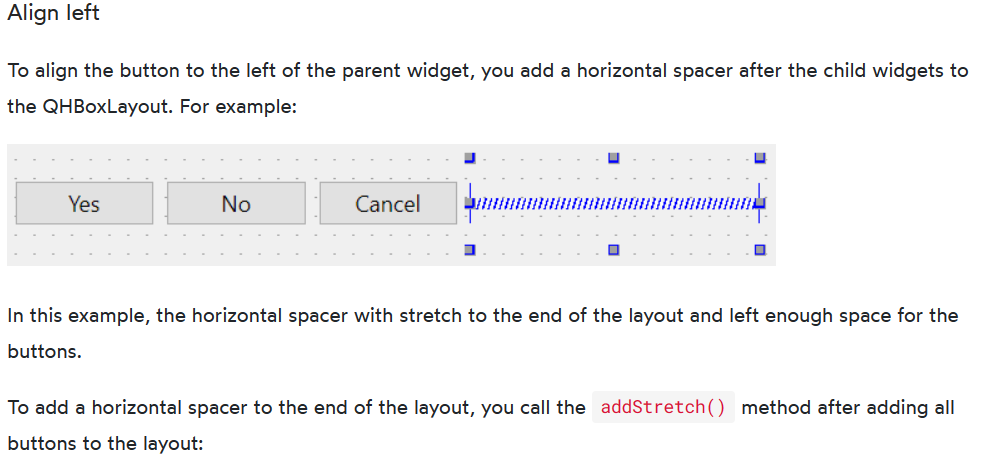 Align left
To align the button to the left of the parent widget, you add a horizontal spacer after the child widgets to
the QHBoxLayout. For example:
Yes No Cancel
In this example, the horizontal spacer with stretch to the end of the layout and left enough space for the
buttons.
To add a horizontal spacer to the end of the layout, you call the addStretch() method after adding all
buttons to the layout: